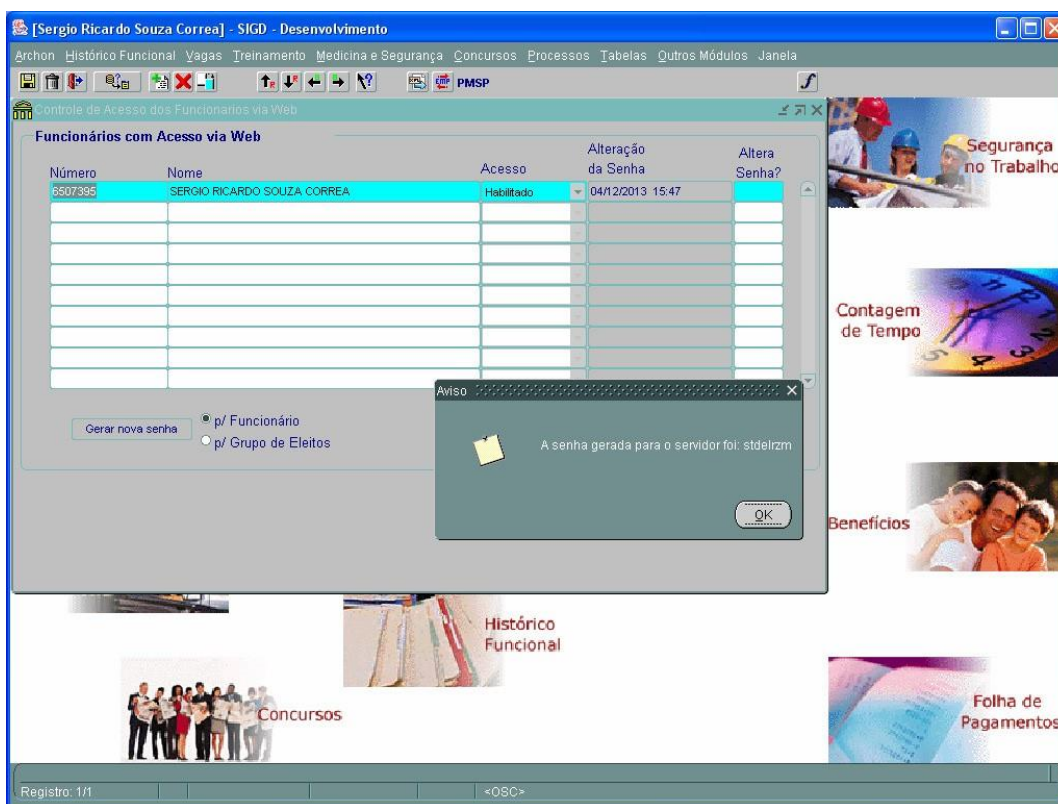 [Sergio Ricardo Souza Correa] - SIGD - Desenvolvimento
Archon Histórico Funcional Vagas Treinamento Medicina e Segurança Concursos Processos Tabelas Outros Módulos Janela
PMSP
Controle de Acesso dos Funcionarios via Web
Funcionários com Acesso via Web
Número Nome Acesso Alteração da Senha Altera Senha?
6507395 SERGIO RICARDO SOUZA CORREA Habilitado 04/12/2013 15:47
Gerar nova senha
p/ Funcionário
p/ Grupo de Eleitos
Aviso
A senha gerada para o servidor foi: stdelrzm
OK
Segurança
no Trabalho
Contagem
de Tempo
Benefícios
Histórico
Funcional
Concursos
Folha de
Pagamentos
Registro: 1/1 <OSC>